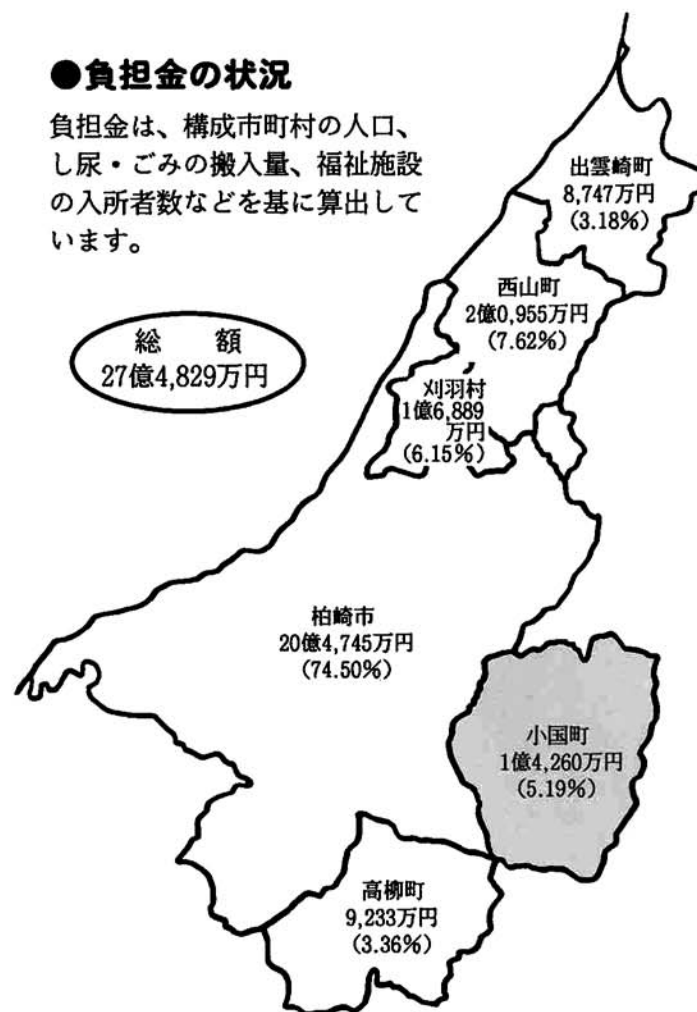 ●負担金の状況
負担金は、構成市町村の人口、
し尿・ごみの搬入量、福祉施設
の入所者数などを基に算出して
います。
総　額
27億4,829万円
出雲崎町
8,747万円
(3.18%)
西山町
2億0,955万円
(7.62%)
刈羽村
1億6,889
万円
(6.15%)
柏崎市
20億4,745万円
(74.50%)
小国町
1億4,260万円
(5.19%)
高柳町
9,233万円
(3.36%)